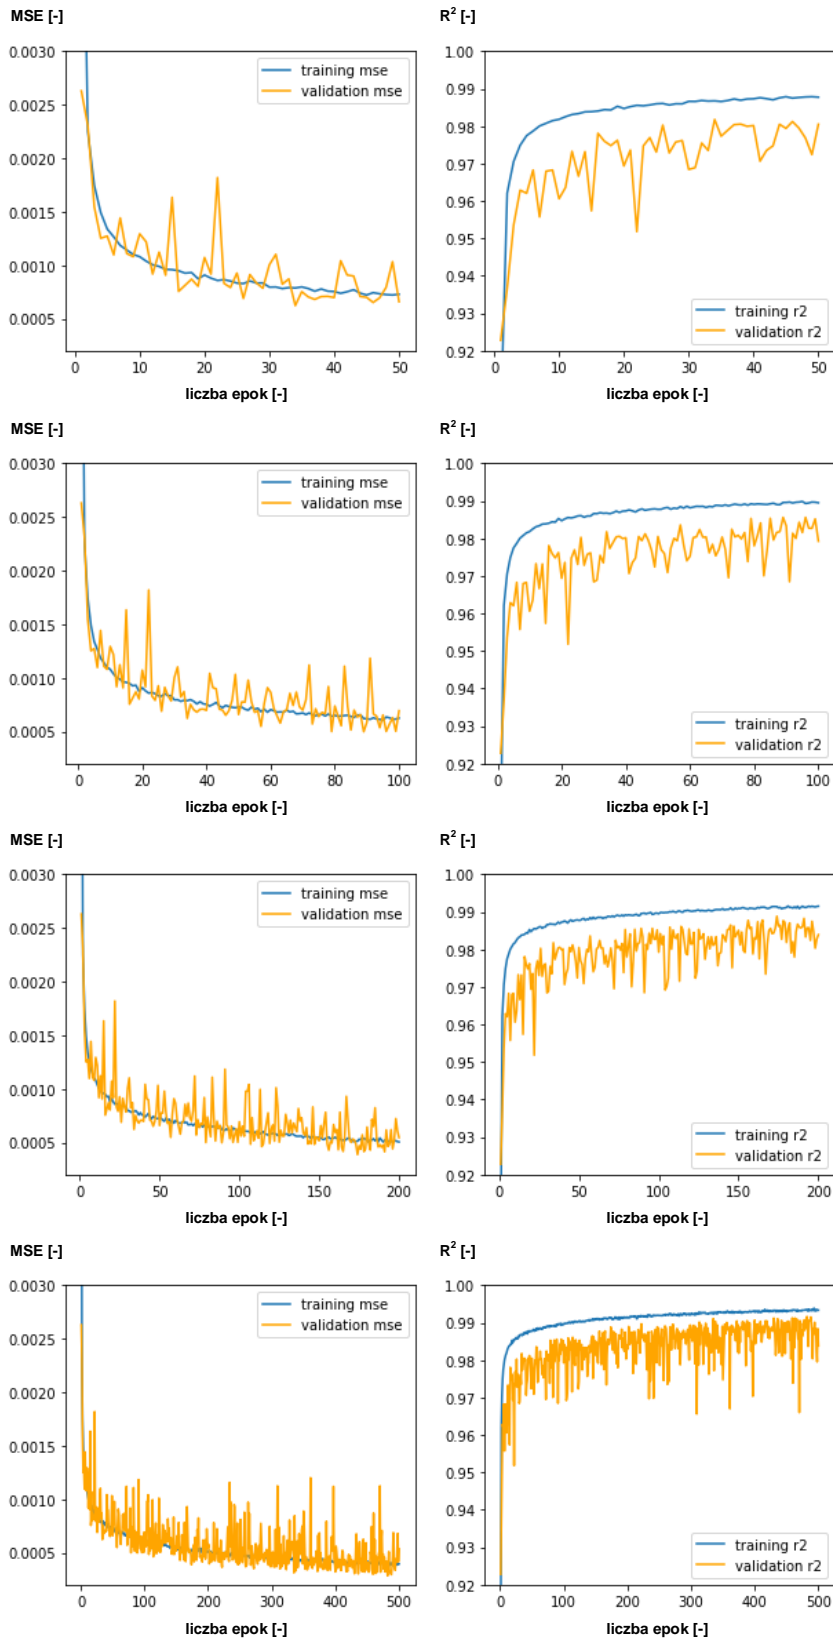 MSE [-] R² [-]
0.0030
0.0025
0.0020
0.0015
0.0010
0.0005
training mse
validation mse
0 10 20 30 40 50
liczba epok [-]
1.00
0.99
0.98
0.97
0.96
0.95
0.94
0.93
0.92
training r2
validation r2
0 10 20 30 40 50
liczba epok [-]
MSE [-] R² [-]
0.0030
0.0025
0.0020
0.0015
0.0010
0.0005
training mse
validation mse
0 20 40 60 80 100
liczba epok [-]
1.00
0.99
0.98
0.97
0.96
0.95
0.94
0.93
0.92
training r2
validation r2
0 20 40 60 80 100
liczba epok [-]
MSE [-] R² [-]
0.0030
0.0025
0.0020
0.0015
0.0010
0.0005
training mse
validation mse
0 50 100 150 200
liczba epok [-]
1.00
0.99
0.98
0.97
0.96
0.95
0.94
0.93
0.92
training r2
validation r2
0 50 100 150 200
liczba epok [-]
MSE [-] R² [-]
0.0030
0.0025
0.0020
0.0015
0.0010
0.0005
training mse
validation mse
0 100 200 300 400 500
liczba epok [-]
1.00
0.99
0.98
0.97
0.96
0.95
0.94
0.93
0.92
training r2
validation r2
0 100 200 300 400 500
liczba epok [-]